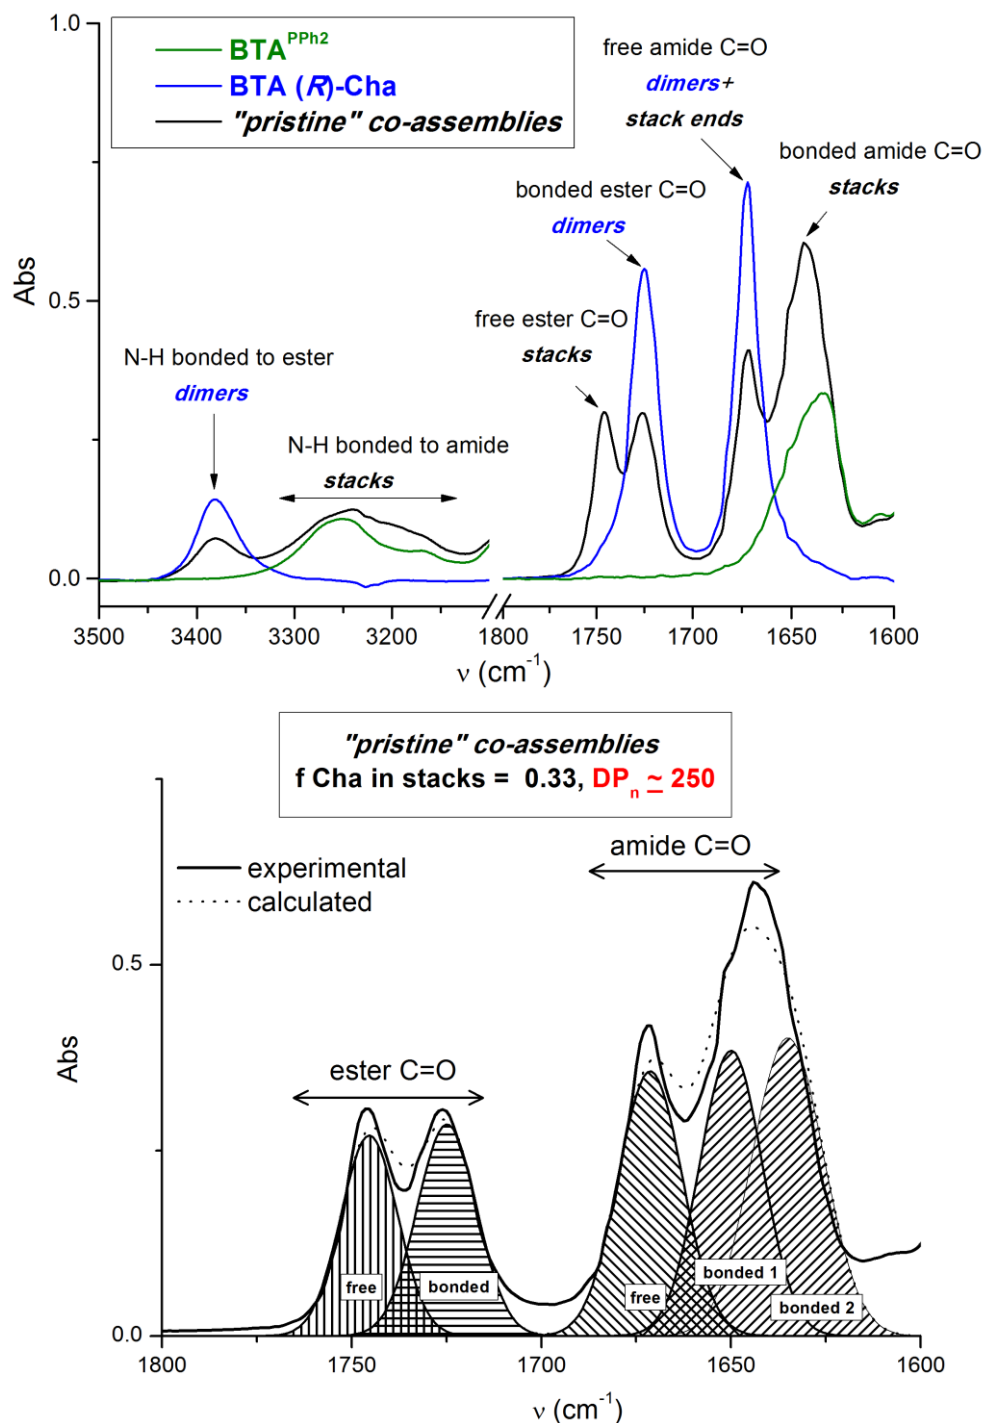 1.0
BTA^PPh2
BTA (R)-Cha
"pristine" co-assemblies
free amide C=O
dimers+
stack ends
bonded amide C=O
stacks
bonded ester C=O
dimers
free ester C=O
stacks
N-H bonded to ester
dimers
N-H bonded to amide
stacks
Abs
0.5
0.0
3500 3400 3300 3200 1800 1750 1700 1650 1600
ν (cm⁻¹)
"pristine" co-assemblies
f Cha in stacks = 0.33, DPn ≃ 250
experimental
calculated
amide C=O
ester C=O
Abs
0.5
0.0
free
bonded
free
bonded 1
bonded 2
1800 1750 1700 1650 1600
ν (cm⁻¹)